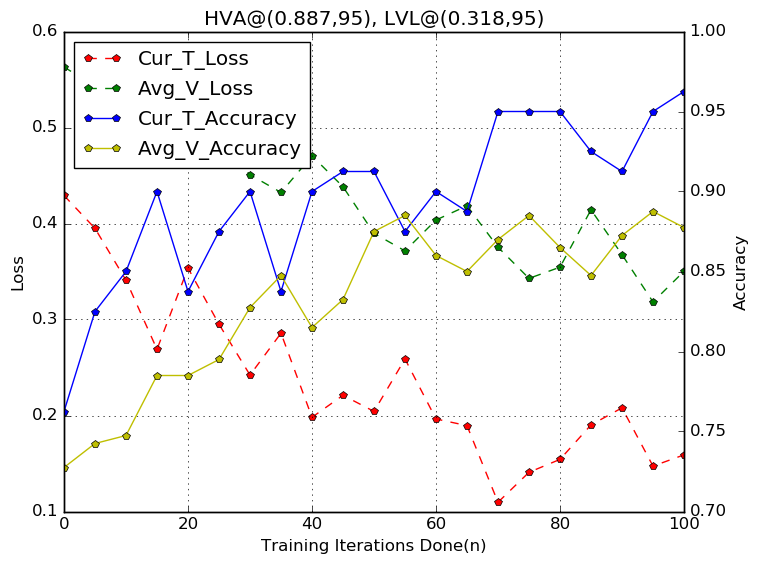 HVA@(0.887,95), LVL@(0.318,95)
Cur_T_Loss
Avg_V_Loss
Cur_T_Accuracy
Avg_V_Accuracy
0.6
0.5
0.4
0.3
0.2
0.1
Loss
1.00
0.95
0.90
0.85
0.80
0.75
0.70
Accuracy
0 20 40 60 80 100
Training Iterations Done(n)